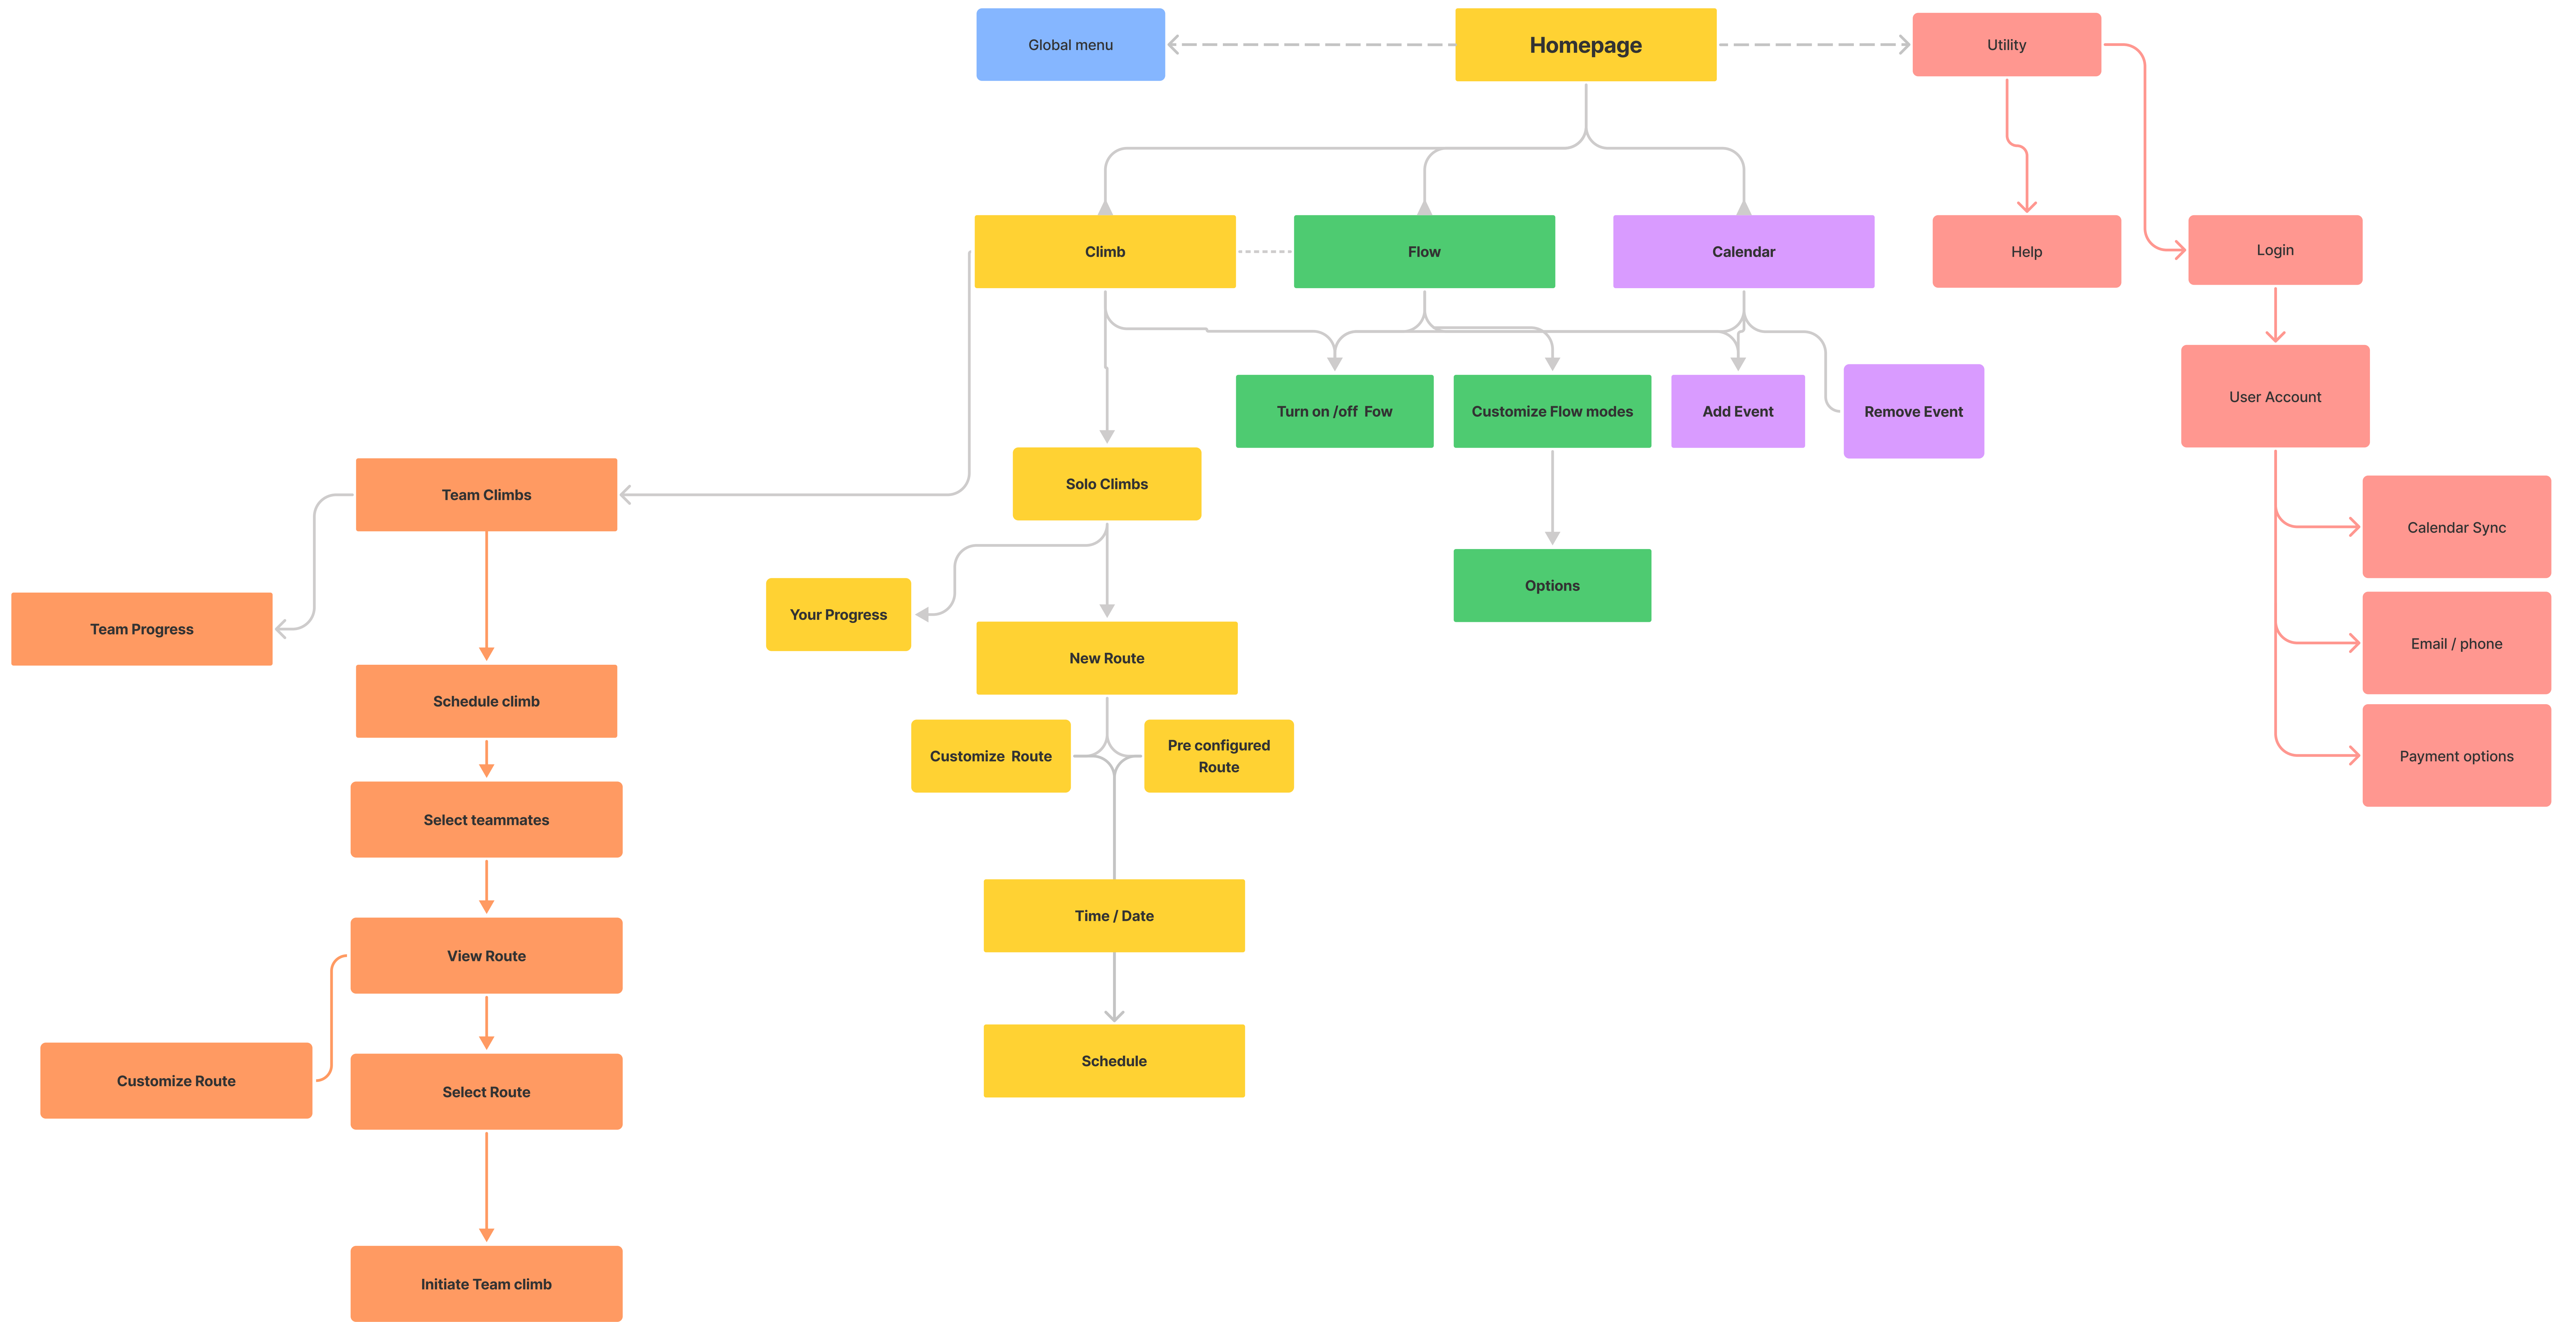 Global menu
Homepage
Utility
Climb
Flow
Calendar
Help
Login
Turn on /off  Fow
Customize Flow modes
Add Event
Remove Event
User Account
Team Climbs
Solo Climbs
Calendar Sync
Options
Your Progress
Team Progress
New Route
Email / phone
Schedule climb
Customize  Route
Pre configured
Route
Payment options
Select teammates
Time / Date
View Route
Schedule
Customize Route
Select Route
Initiate Team climb